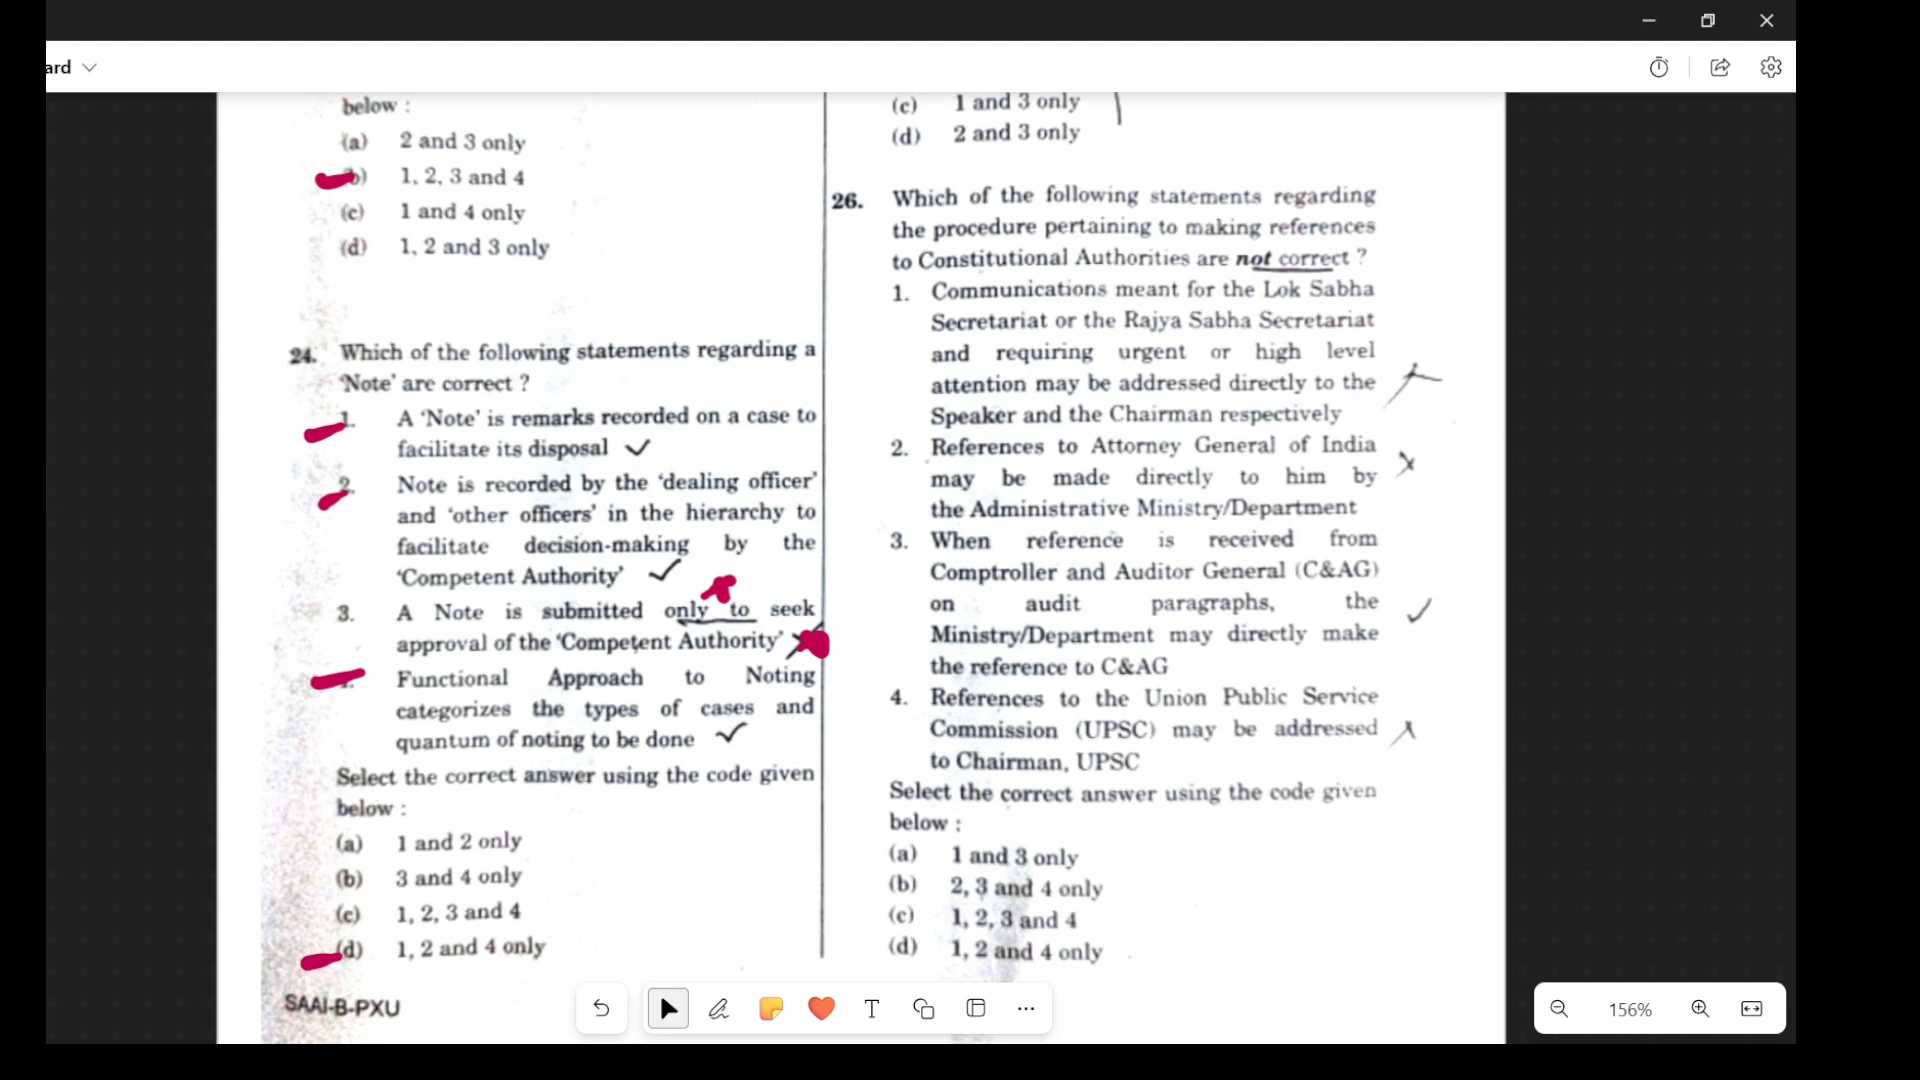 ard
below :
(a) 2 and 3 only
b) 1, 2, 3 and 4
(c) 1 and 4 only
(d) 1, 2 and 3 only
24. Which of the following statements regarding a
'Note' are correct ?
1. A 'Note' is remarks recorded on a case to
facilitate its disposal
2. Note is recorded by the 'dealing officer'
and 'other officers' in the hierarchy to
facilitate decision-making by the
'Competent Authority'
3. A Note is submitted only to seek
approval of the 'Competent Authority'
Functional Approach to Noting
categorizes the types of cases and
quantum of noting to be done
Select the correct answer using the code given
below :
(a) 1 and 2 only
(b) 3 and 4 only
(c) 1, 2, 3 and 4
(d) 1, 2 and 4 only
SAAI-B-PXU
(c) 1 and 3 only
(d) 2 and 3 only
26. Which of the following statements regarding
the procedure pertaining to making references
to Constitutional Authorities are not correct ?
1. Communications meant for the Lok Sabha
Secretariat or the Rajya Sabha Secretariat
and requiring urgent or high level
attention may be addressed directly to the
Speaker and the Chairman respectively
2. References to Attorney General of India
may be made directly to him by
the Administrative Ministry/Department
3. When reference is received from
Comptroller and Auditor General (C&AG)
on audit paragraphs, the
Ministry/Department may directly make
the reference to C&AG
4. References to the Union Public Service
Commission (UPSC) may be addressed
to Chairman, UPSC
Select the correct answer using the code given
below :
(a) 1 and 3 only
(b) 2, 3 and 4 only
(c) 1, 2, 3 and 4
(d) 1, 2 and 4 only
156%